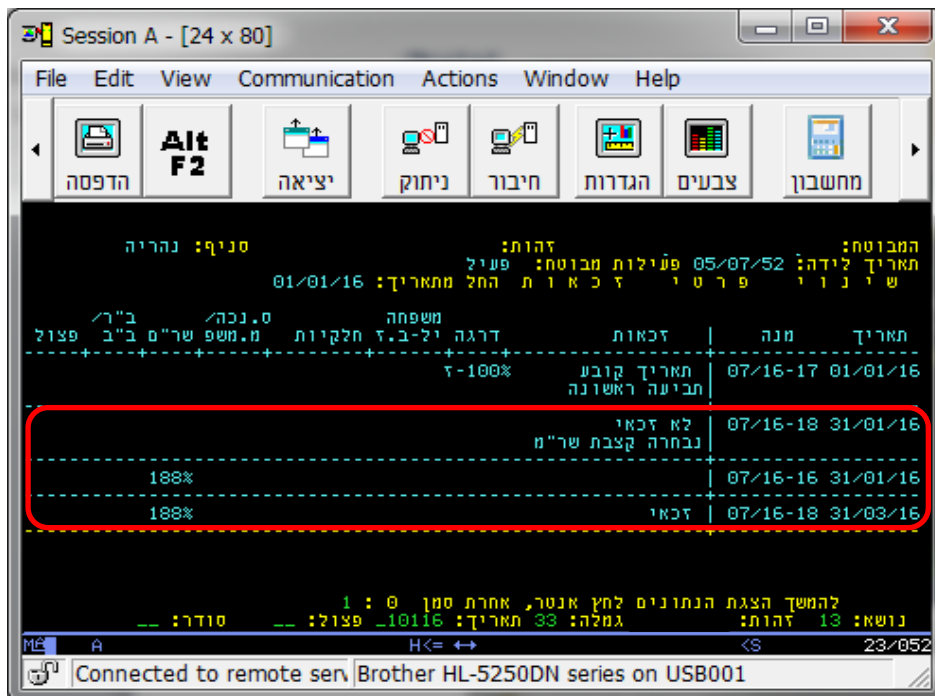 Session A - [24 x 80]
File Edit View Communication Actions Window Help
הדפסה Alt F2 יציאה ניתוק חיבור הגדרות צבעים מחשבון
המבוטח: זהות: סניף: נהריה
תאריך לידה: 05/07/52 פעילות מבוטח: פעיל
ש י נ ו י פ ר ט י ז כ א ו ת החל מתאריך: 01/01/16
משפחה ס.נכה/ ב"ר/
תאריך מנה | זכאות דרגה יל-ב.ז חלקיות מ.משפ שר"ם ב"ב פצול
01/01/16 07/16-17 | תאריך קובע 100%-ז
תביעה ראשונה
31/01/16 07/16-18 | לא זכאי
נבחרה קצבת שר"מ
31/01/16 07/16-16 | 188%
31/03/16 07/16-18 | זכאי 188%
להמשך הצגת הנתונים לחץ אנטר, אחרת סמן 0 : 1
נושא: 13 זהות: גמלה: 33 תאריך: 10116_ פצול: __ סודר: __
MA A H<= ↔ <S 23/052
Connected to remote serv Brother HL-5250DN series on USB001